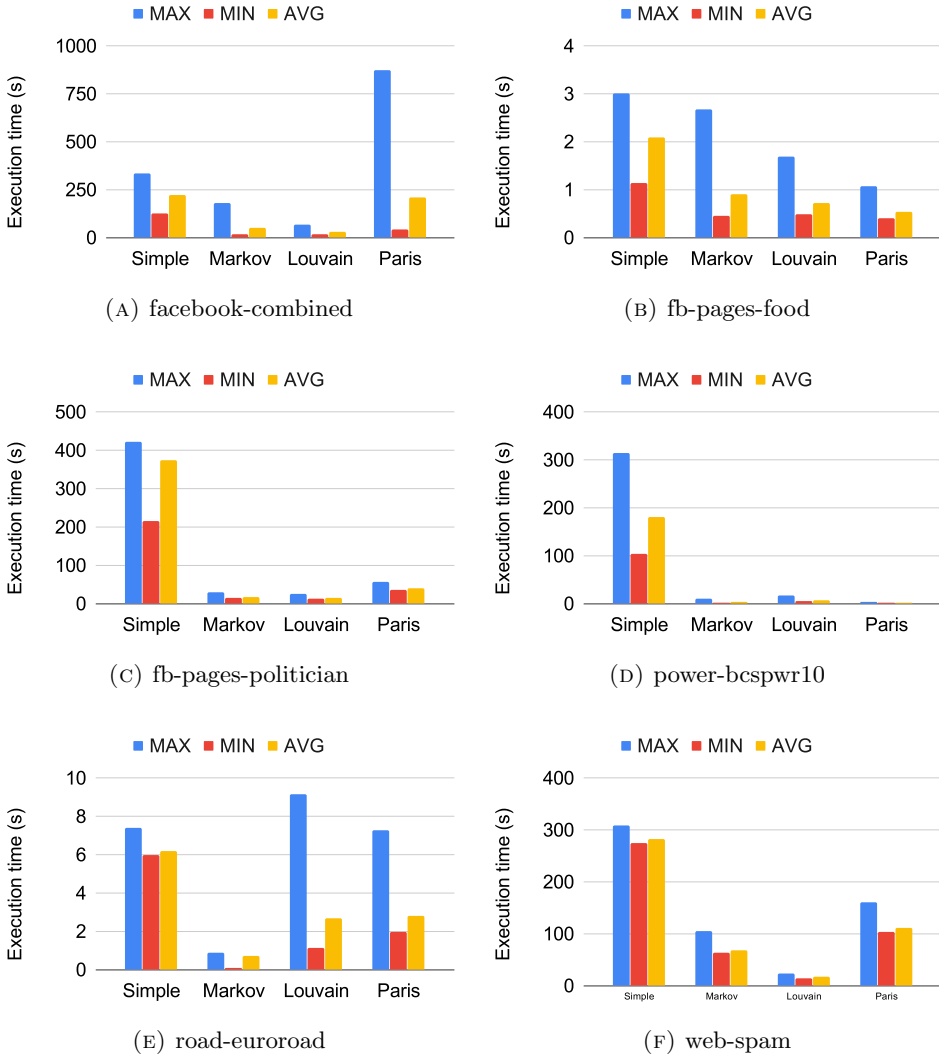 MAX MIN AVG
Execution time (s)
1000
750
500
250
0
Simple Markov Louvain Paris
(A) facebook-combined
MAX MIN AVG
Execution time (s)
4
3
2
1
0
Simple Markov Louvain Paris
(B) fb-pages-food
MAX MIN AVG
Execution time (s)
500
400
300
200
100
0
Simple Markov Louvain Paris
(C) fb-pages-politician
MAX MIN AVG
Execution time (s)
400
300
200
100
0
Simple Markov Louvain Paris
(D) power-bcspwr10
MAX MIN AVG
Execution time (s)
10
8
6
4
2
0
Simple Markov Louvain Paris
(E) road-euroroad
MAX MIN AVG
Execution time (s)
400
300
200
100
0
Simple Markov Louvain Paris
(F) web-spam